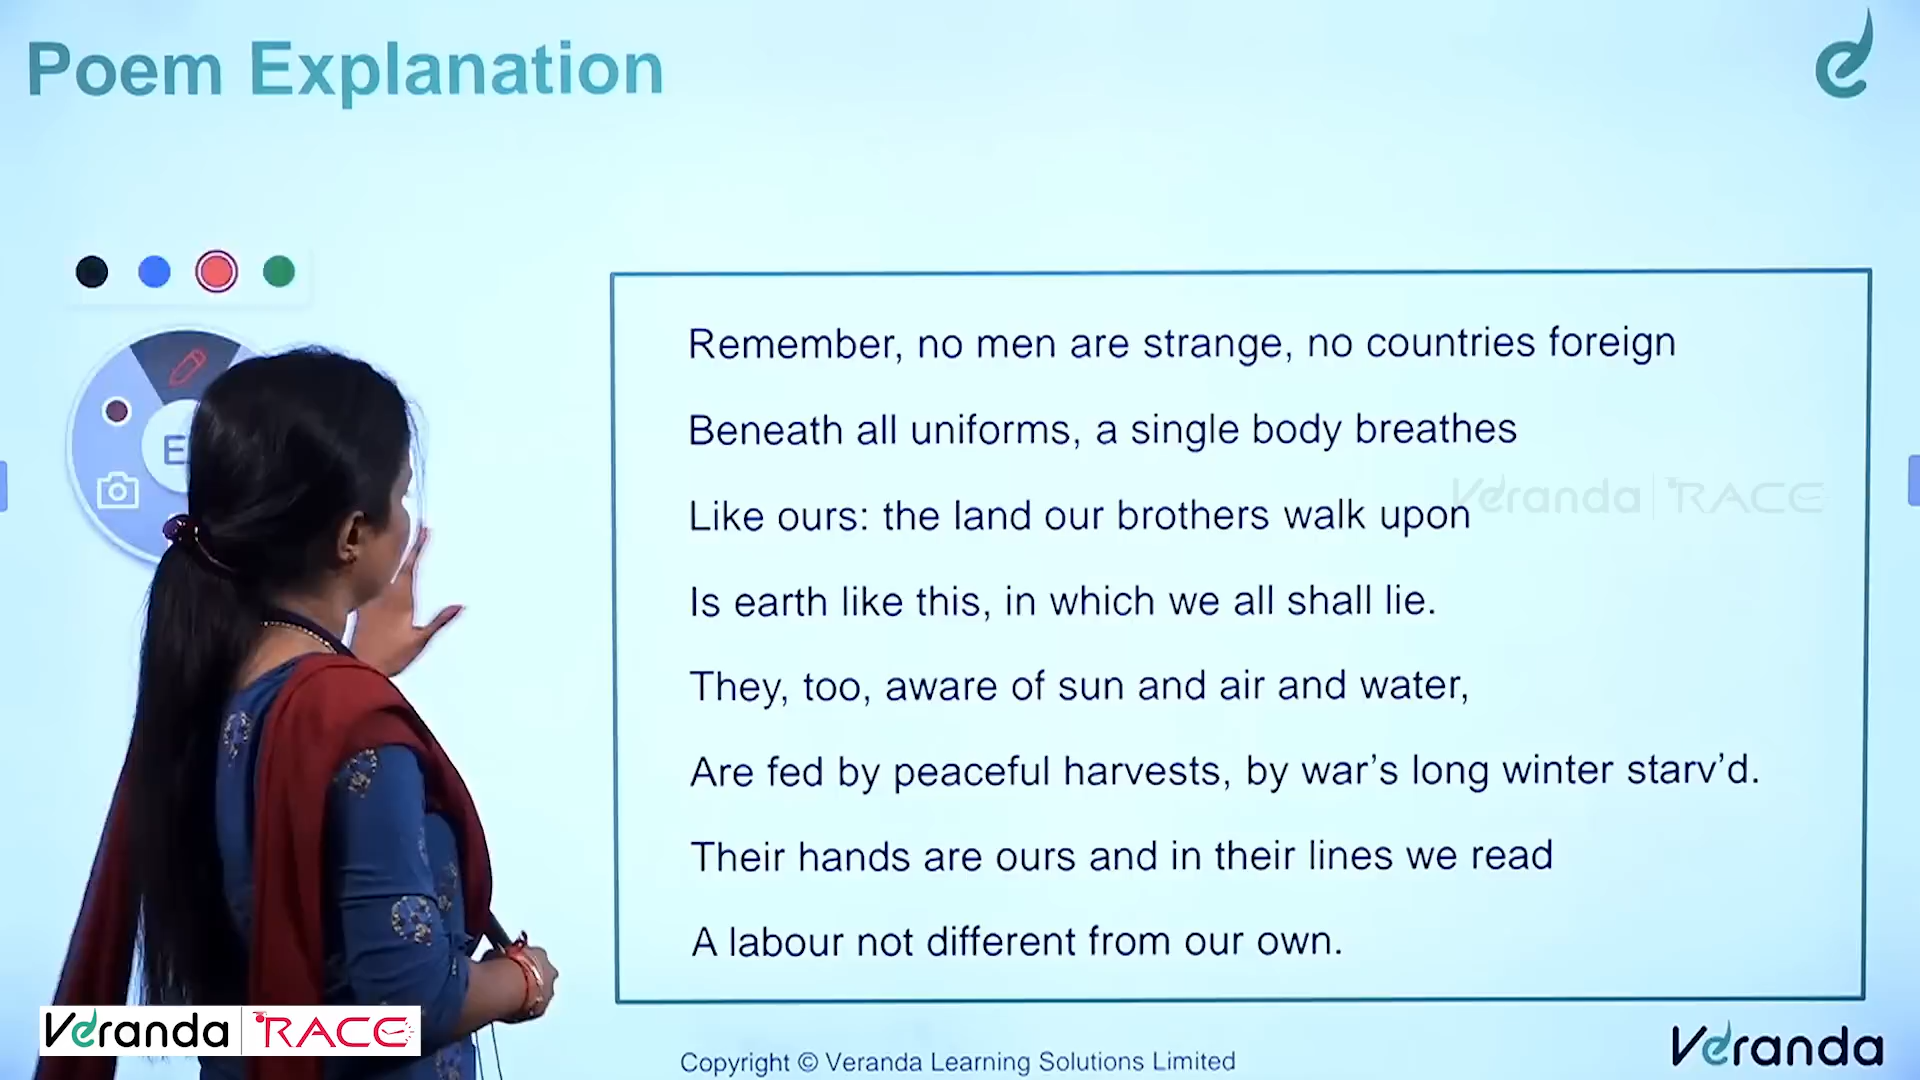 Poem Explanation
Remember, no men are strange, no countries foreign
Beneath all uniforms, a single body breathes
Like ours: the land our brothers walk upon
Is earth like this, in which we all shall lie.
They, too, aware of sun and air and water,
Are fed by peaceful harvests, by war’s long winter starv’d.
Their hands are ours and in their lines we read
A labour not different from our own.
Veranda RACE
Veranda RACE
Copyright © Veranda Learning Solutions Limited
Veranda